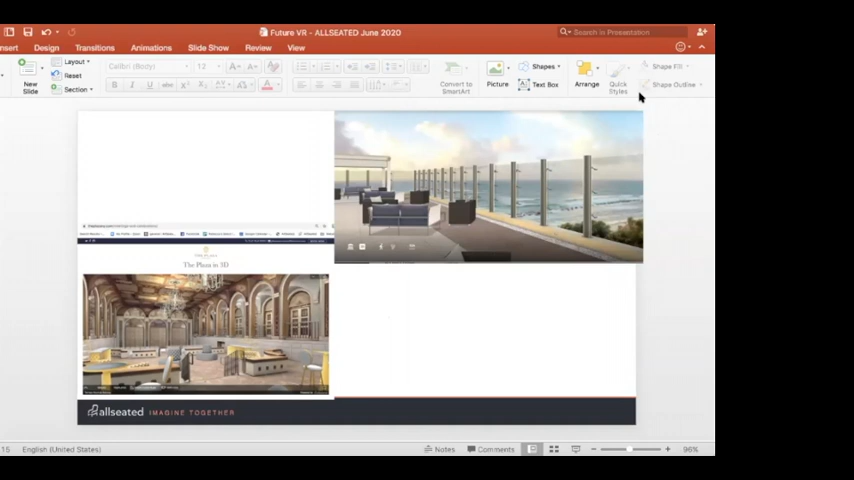 Future VR - ALLSEATED June 2020
Search in Presentation
nsert Design Transitions Animations Slide Show Review View
New Slide
Layout
Reset
Section
Calibri (Body) 12
Convert to SmartArt
Picture
Shapes
Text Box
Arrange
Quick Styles
Shape Fill
Shape Outline
The Plaza in 3D
allseated IMAGINE TOGETHER
15 English (United States) Notes Comments 96%